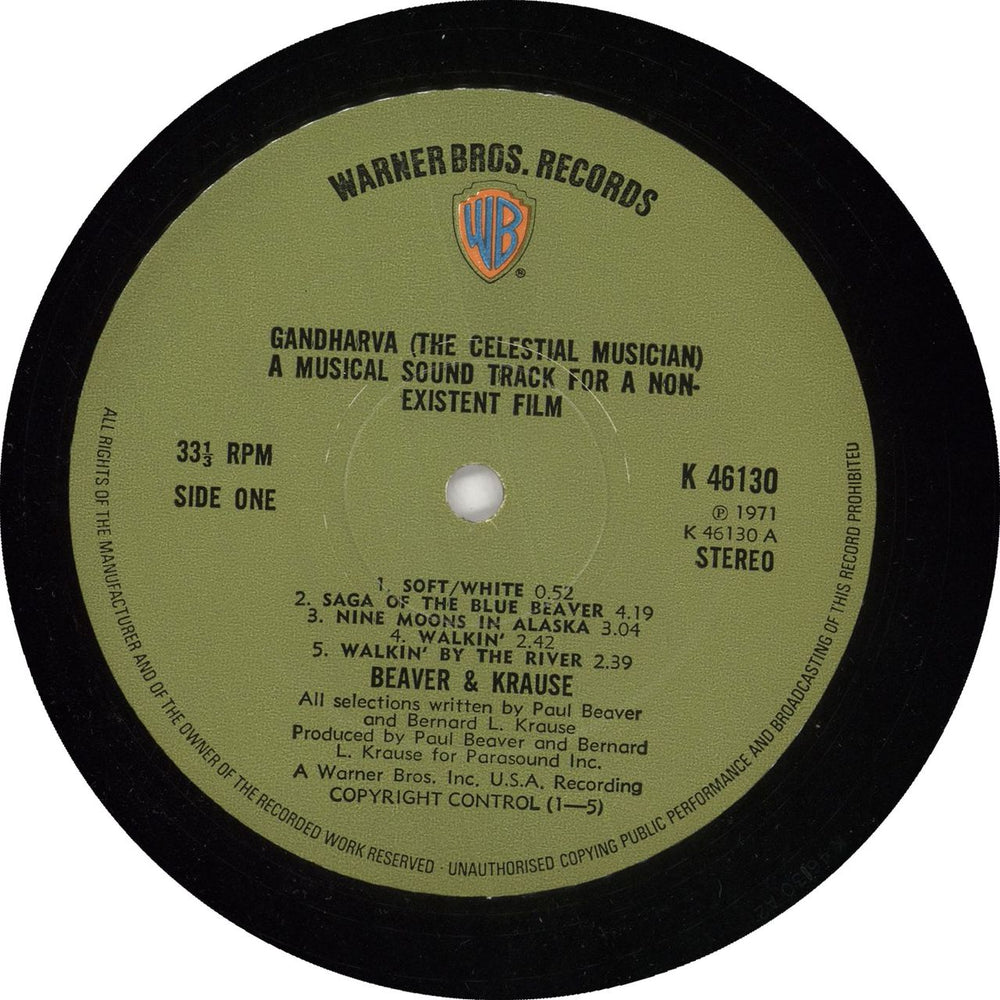 WARNER BROS. RECORDS
WB
®
GANDHARVA (THE CELESTIAL MUSICIAN)
A MUSICAL SOUND TRACK FOR A NON-
EXISTENT FILM
33⅓ RPM
SIDE ONE
K 46130
℗ 1971
K 46130 A
STEREO
1. SOFT/WHITE 0.52
2. SAGA OF THE BLUE BEAVER 4.19
3. NINE MOONS IN ALASKA 3.04
4. WALKIN' 2.42
5. WALKIN' BY THE RIVER 2.39
BEAVER & KRAUSE
All selections written by Paul Beaver
and Bernard L. Krause
Produced by Paul Beaver and Bernard
L. Krause for Parasound Inc.
A Warner Bros. Inc. U.S.A. Recording
COPYRIGHT CONTROL (1—5)
ALL RIGHTS OF THE MANUFACTURER AND OF THE OWNER OF THE RECORDED WORK RESERVED · UNAUTHORISED COPYING PUBLIC PERFORMANCE AND BROADCASTING OF THIS RECORD PROHIBITED